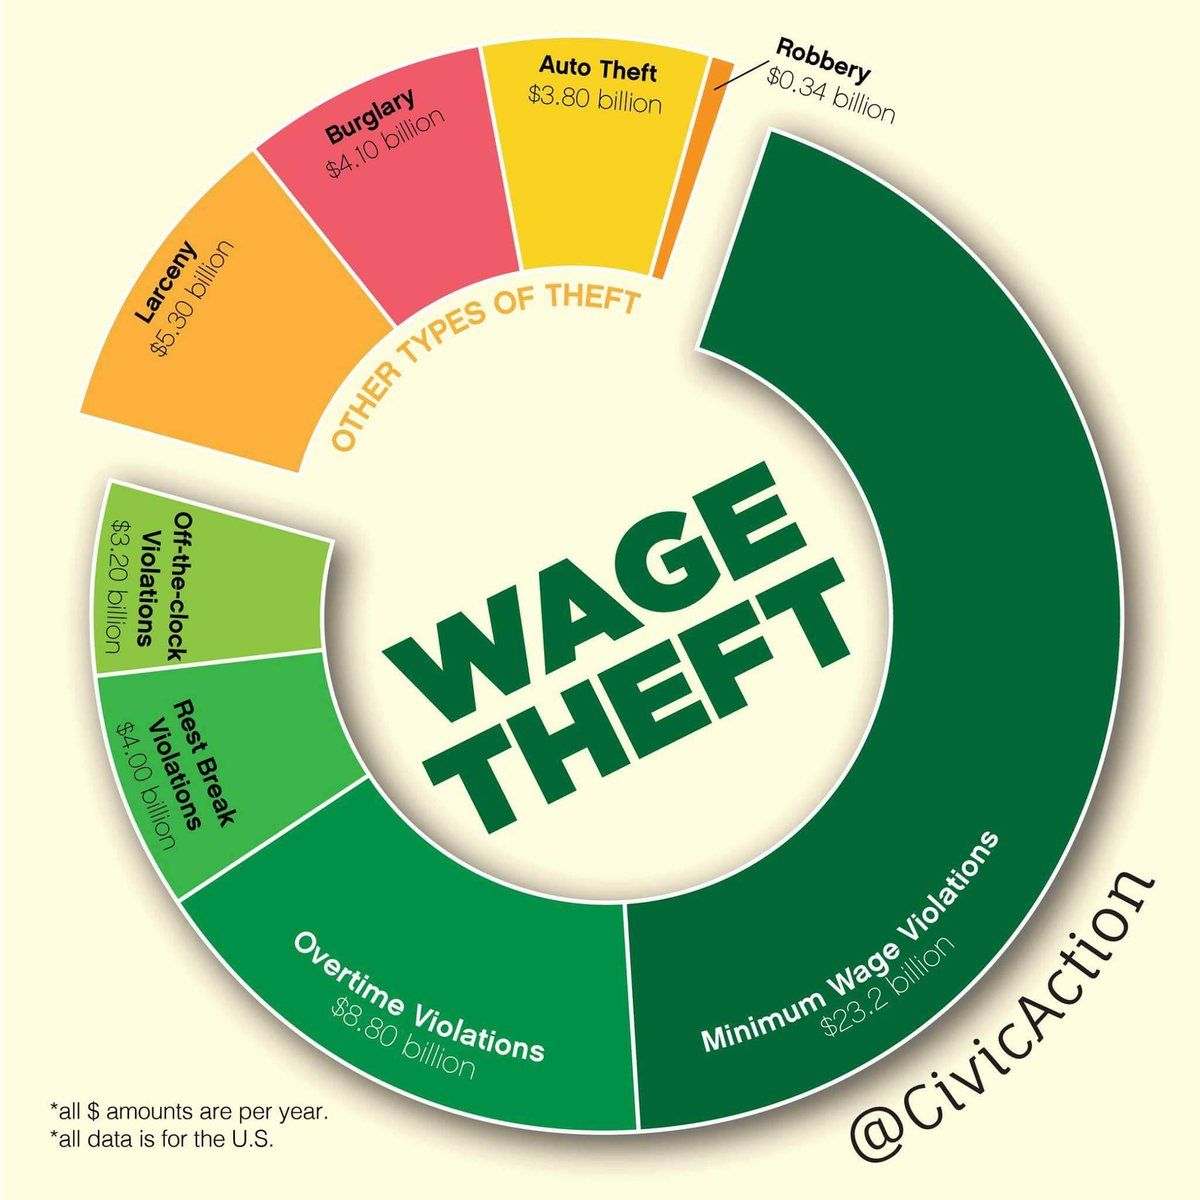 Robbery
$0.34 billion
Auto Theft
$3.80 billion
Burglary
$4.10 billion
Larceny
$5.30 billion
OTHER TYPES OF THEFT
WAGE
THEFT
Off-the-clock
Violations
$3.20 billion
Rest Break
Violations
$4.00 billion
Overtime Violations
$8.80 billion
Minimum Wage Violations
$23.2 billion
@CivicAction
*all $ amounts are per year.
*all data is for the U.S.